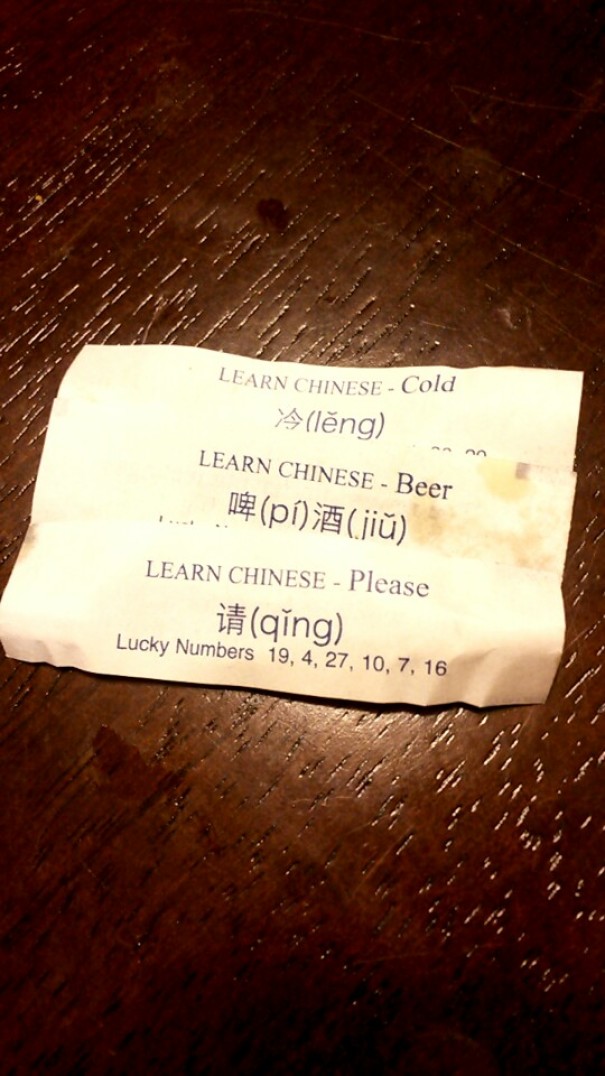 LEARN CHINESE - Cold
冷(lěng)
LEARN CHINESE - Beer
啤(pí)酒(jiǔ)
LEARN CHINESE - Please
请(qǐng)
Lucky Numbers 19, 4, 27, 10, 7, 16